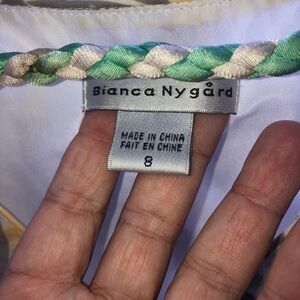 Bianca Nygård
MADE IN CHINA
FAIT EN CHINE
8